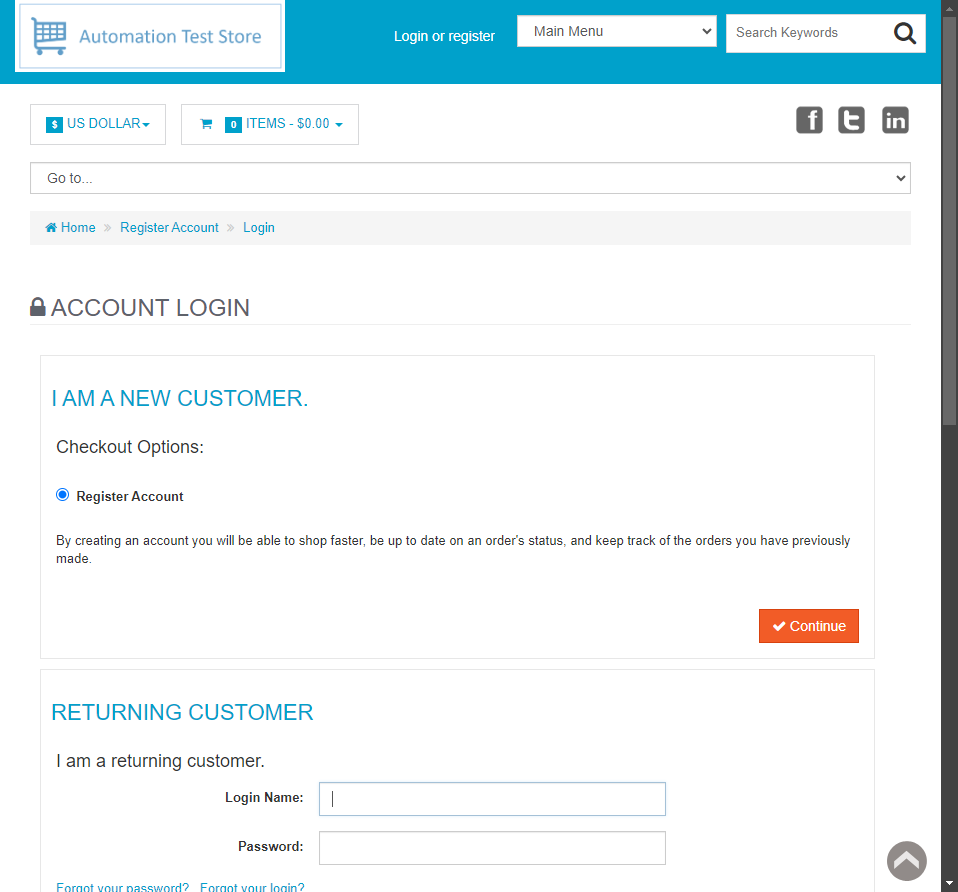 Automation Test Store
Login or register
Main Menu
Search Keywords
$ US DOLLAR
0 ITEMS - $0.00
f t in
Go to...
Home » Register Account » Login
ACCOUNT LOGIN
I AM A NEW CUSTOMER.
Checkout Options:
Register Account
By creating an account you will be able to shop faster, be up to date on an order's status, and keep track of the orders you have previously
made.
Continue
RETURNING CUSTOMER
I am a returning customer.
Login Name:
Password:
Forgot your password? Forgot your login?